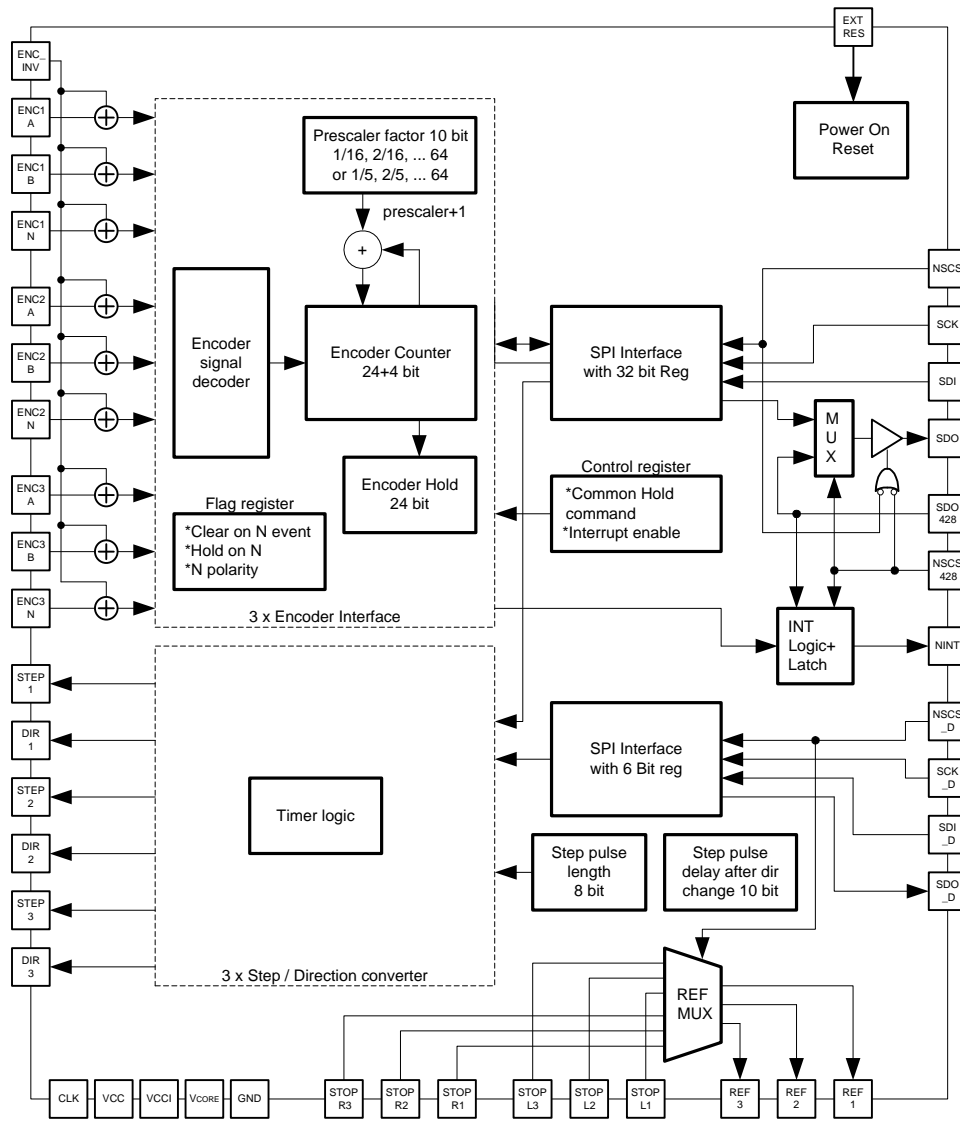 EXT
RES
ENC_
INV
ENC1
A
ENC1
B
ENC1
N
ENC2
A
ENC2
B
ENC2
N
ENC3
A
ENC3
B
ENC3
N
STEP
1
DIR
1
STEP
2
DIR
2
STEP
3
DIR
3
Prescaler factor 10 bit
1/16, 2/16, ... 64
or 1/5, 2/5, ... 64
prescaler+1
+
Encoder
signal
decoder
Encoder Counter
24+4 bit
Encoder Hold
24 bit
Flag register
*Clear on N event
*Hold on N
*N polarity
3 x Encoder Interface
Power On
Reset
SPI Interface
with 32 bit Reg
Control register
*Common Hold
command
*Interrupt enable
M
U
X
INT
Logic+
Latch
NSCS
SCK
SDI
SDO
SDO
428
NSCS
428
NINT
NSCS
_D
SCK
_D
SDI
_D
SDO
_D
SPI Interface
with 6 Bit reg
Timer logic
3 x Step / Direction converter
Step pulse
length
8 bit
Step pulse
delay after dir
change 10 bit
REF
MUX
CLK
VCC
VCCI
VCORE
GND
STOP
R3
STOP
R2
STOP
R1
STOP
L3
STOP
L2
STOP
L1
REF
3
REF
2
REF
1